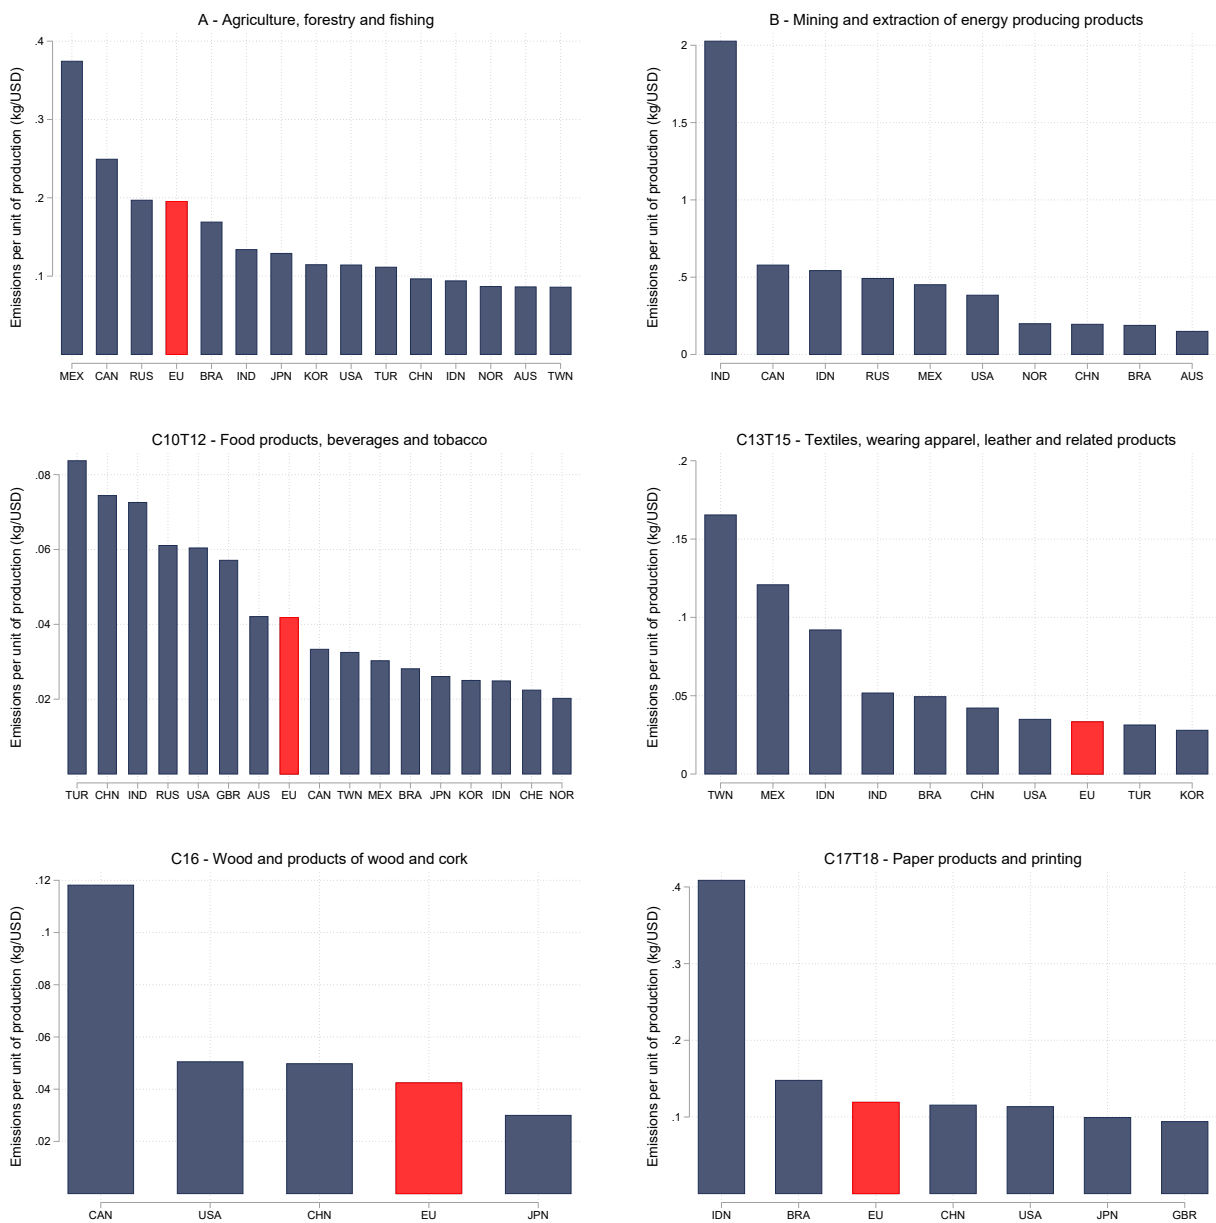 A - Agriculture, forestry and fishing
Emissions per unit of production (kg/USD)
.4
.3
.2
.1
MEX CAN RUS EU BRA IND JPN KOR USA TUR CHN IDN NOR AUS TWN
B - Mining and extraction of energy producing products
Emissions per unit of production (kg/USD)
2
1.5
1
.5
0
IND CAN IDN RUS MEX USA NOR CHN BRA AUS
C10T12 - Food products, beverages and tobacco
Emissions per unit of production (kg/USD)
.08
.06
.04
.02
TUR CHN IND RUS USA GBR AUS EU CAN TWN MEX BRA JPN KOR IDN CHE NOR
C13T15 - Textiles, wearing apparel, leather and related products
Emissions per unit of production (kg/USD)
.2
.15
.1
.05
0
TWN MEX IDN IND BRA CHN USA EU TUR KOR
C16 - Wood and products of wood and cork
Emissions per unit of production (kg/USD)
.12
.1
.08
.06
.04
.02
CAN USA CHN EU JPN
C17T18 - Paper products and printing
Emissions per unit of production (kg/USD)
.4
.3
.2
.1
IDN BRA EU CHN USA JPN GBR